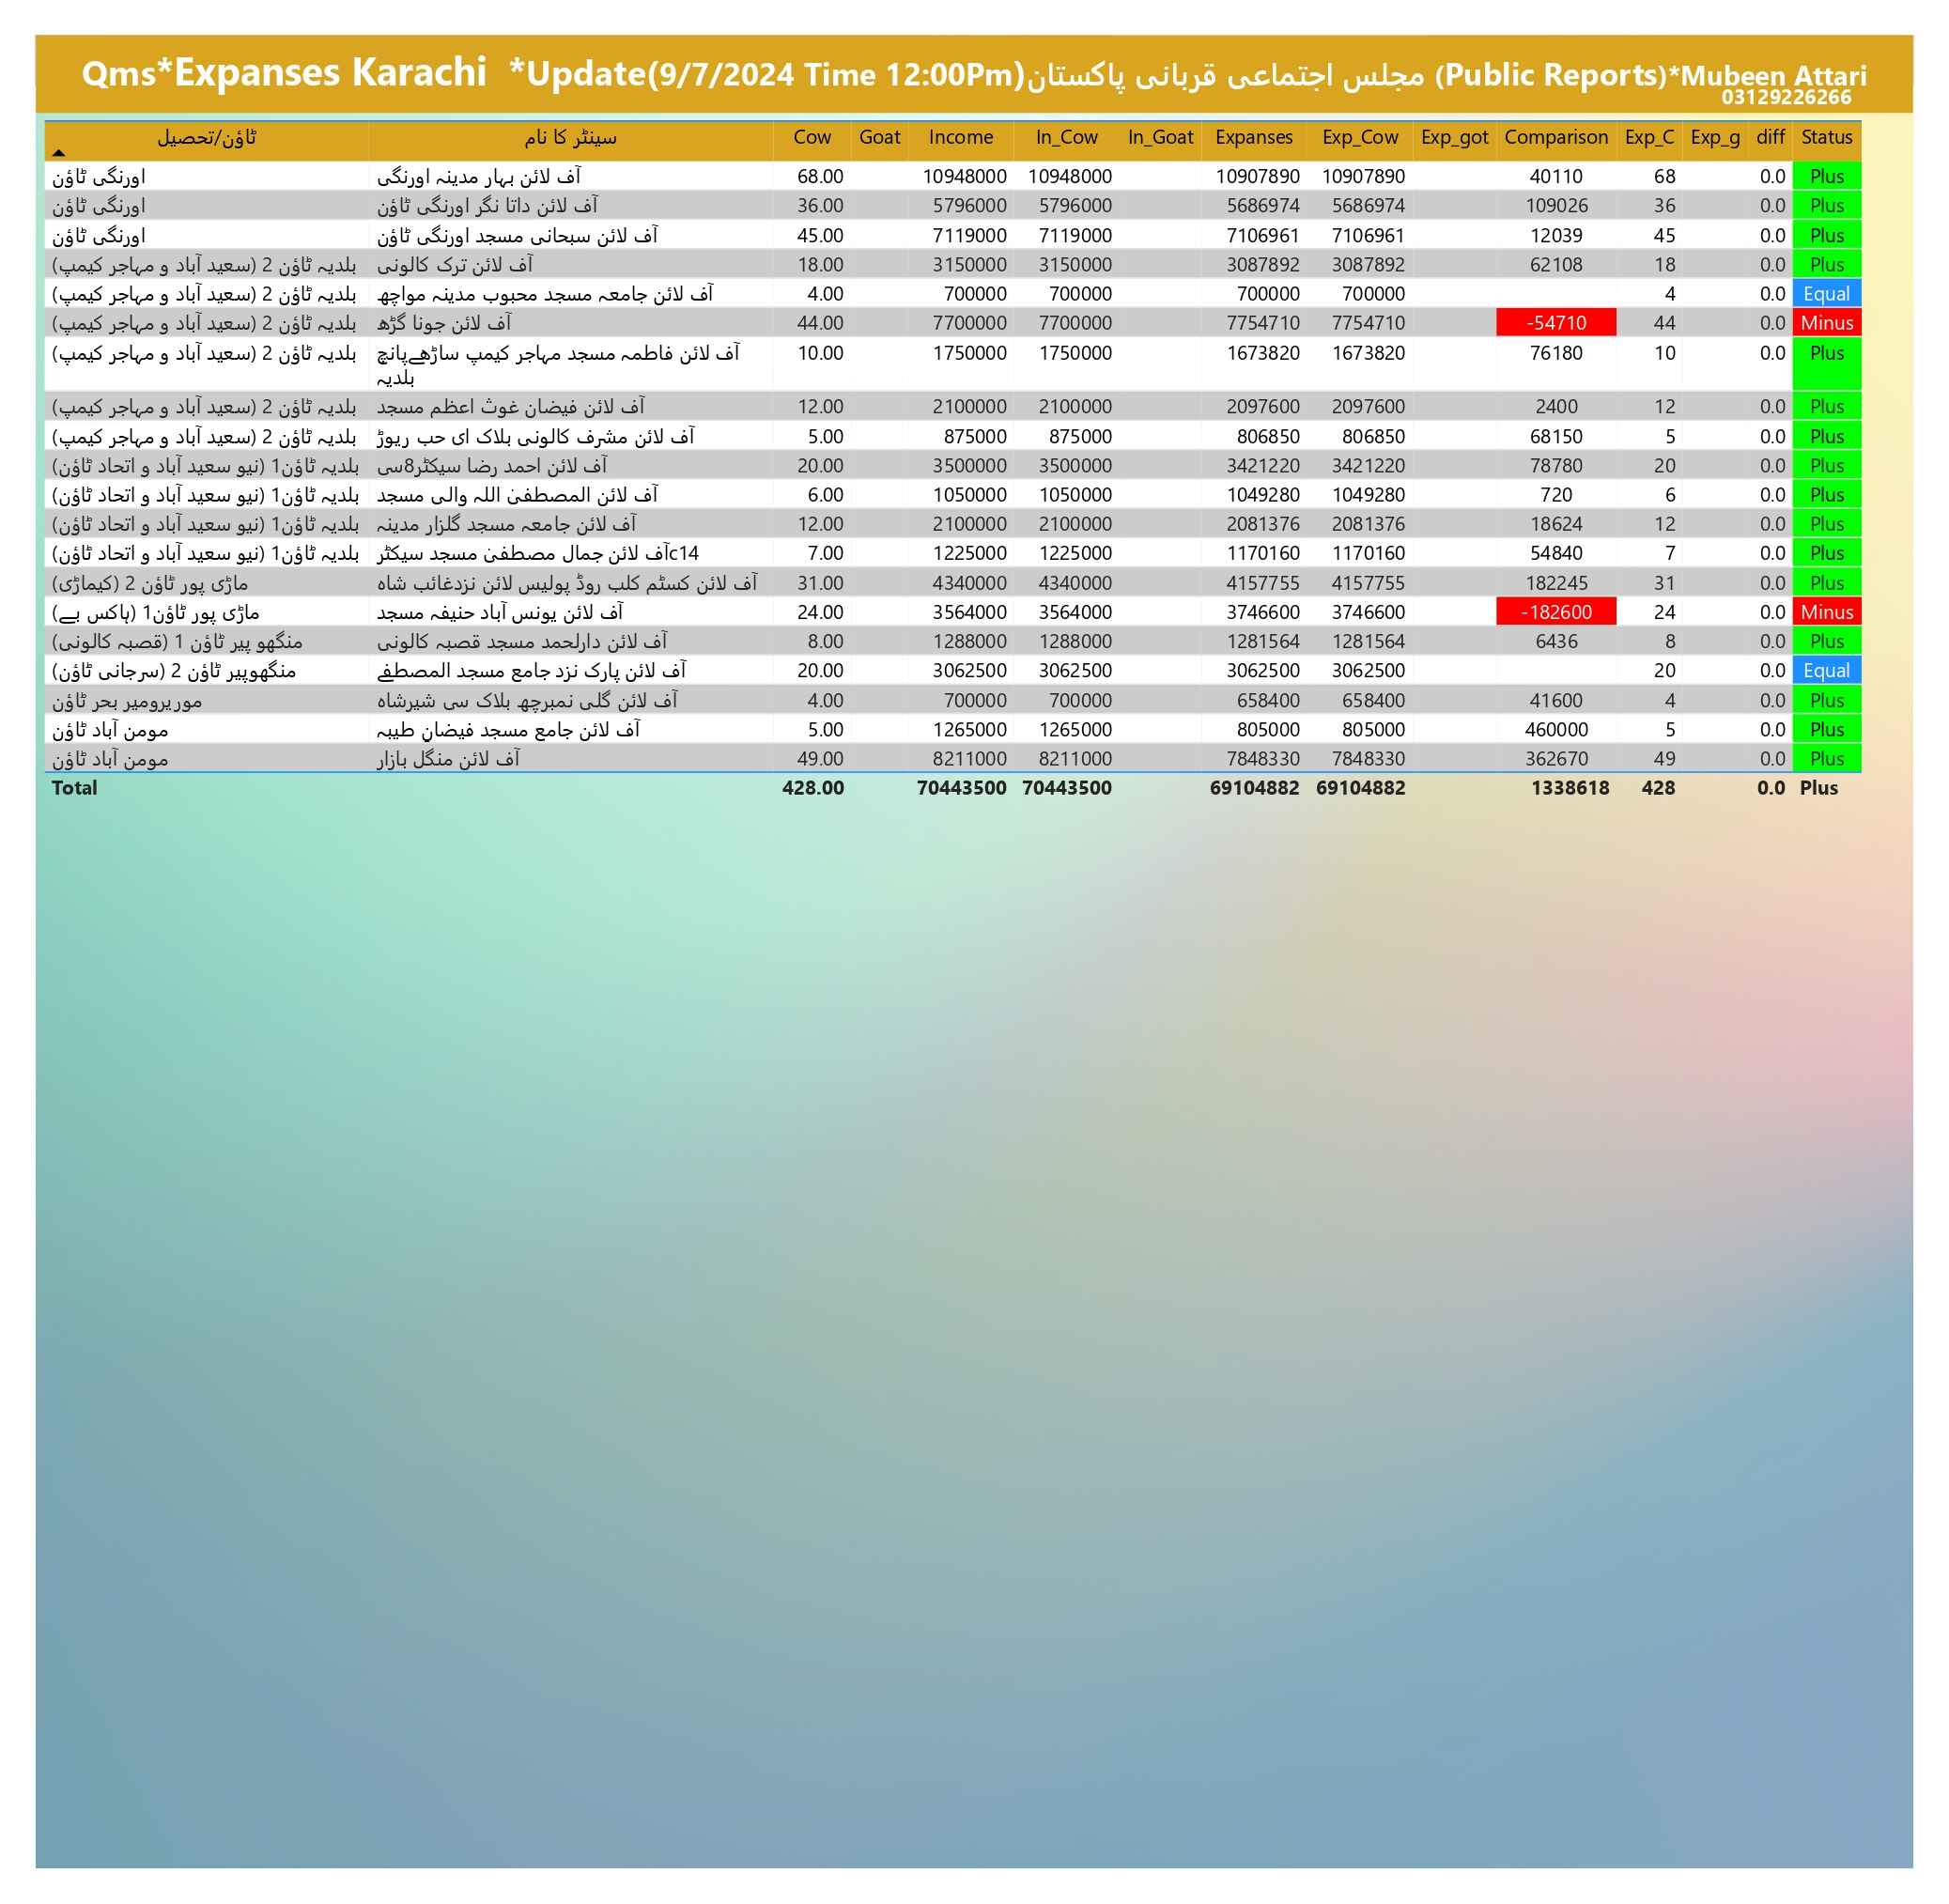 Qms*Expanses Karachi *Update(9/7/2024 Time 12:00Pm)مجلس اجتماعی قربانی پاکستان (Public Reports)*Mubeen Attari
03129226266
ٹاؤن/تحصیل سینٹر کا نام Cow Goat Income In_Cow In_Goat Expanses Exp_Cow Exp_got Comparison Exp_C Exp_g diff Status
اورنگی ٹاؤن آف لائن بہار مدینہ اورنگی 68.00 10948000 10948000 10907890 10907890 40110 68 0.0 Plus
اورنگی ٹاؤن آف لائن داتا نگر اورنگی ٹاؤن 36.00 5796000 5796000 5686974 5686974 109026 36 0.0 Plus
اورنگی ٹاؤن آف لائن سبحانی مسجد اورنگی ٹاؤن 45.00 7119000 7119000 7106961 7106961 12039 45 0.0 Plus
بلدیہ ٹاؤن 2 (سعید آباد و مہاجر کیمپ) آف لائن ترک کالونی 18.00 3150000 3150000 3087892 3087892 62108 18 0.0 Plus
بلدیہ ٹاؤن 2 (سعید آباد و مہاجر کیمپ) آف لائن جامعہ مسجد محبوب مدینہ مواچھ 4.00 700000 700000 700000 700000 4 0.0 Equal
بلدیہ ٹاؤن 2 (سعید آباد و مہاجر کیمپ) آف لائن جونا گڑھ 44.00 7700000 7700000 7754710 7754710 -54710 44 0.0 Minus
بلدیہ ٹاؤن 2 (سعید آباد و مہاجر کیمپ) آف لائن فاطمہ مسجد مہاجر کیمپ ساڑھےپانچ 10.00 1750000 1750000 1673820 1673820 76180 10 0.0 Plus
بلدیہ
بلدیہ ٹاؤن 2 (سعید آباد و مہاجر کیمپ) آف لائن فیضان غوث اعظم مسجد 12.00 2100000 2100000 2097600 2097600 2400 12 0.0 Plus
بلدیہ ٹاؤن 2 (سعید آباد و مہاجر کیمپ) آف لائن مشرف کالونی بلاک ای حب ریوڑ 5.00 875000 875000 806850 806850 68150 5 0.0 Plus
بلدیہ ٹاؤن1 (نیو سعید آباد و اتحاد ٹاؤن) آف لائن احمد رضا سیکٹر8سی 20.00 3500000 3500000 3421220 3421220 78780 20 0.0 Plus
بلدیہ ٹاؤن1 (نیو سعید آباد و اتحاد ٹاؤن) آف لائن المصطفیٰ اللہ والی مسجد 6.00 1050000 1050000 1049280 1049280 720 6 0.0 Plus
بلدیہ ٹاؤن1 (نیو سعید آباد و اتحاد ٹاؤن) آف لائن جامعہ مسجد گلزار مدینہ 12.00 2100000 2100000 2081376 2081376 18624 12 0.0 Plus
بلدیہ ٹاؤن1 (نیو سعید آباد و اتحاد ٹاؤن) آف لائن جمال مصطفیٰ مسجد سیکٹرc14 7.00 1225000 1225000 1170160 1170160 54840 7 0.0 Plus
ماڑی پور ٹاؤن 2 (کیماڑی) آف لائن کسٹم کلب روڈ پولیس لائن نزدغائب شاہ 31.00 4340000 4340000 4157755 4157755 182245 31 0.0 Plus
ماڑی پور ٹاؤن1 (ہاکس بے) آف لائن یونس آباد حنیفہ مسجد 24.00 3564000 3564000 3746600 3746600 -182600 24 0.0 Minus
منگھو پیر ٹاؤن 1 (قصبہ کالونی) آف لائن دارلحمد مسجد قصبہ کالونی 8.00 1288000 1288000 1281564 1281564 6436 8 0.0 Plus
منگھوپیر ٹاؤن 2 (سرجانی ٹاؤن) آف لائن پارک نزد جامع مسجد المصطفٰے 20.00 3062500 3062500 3062500 3062500 20 0.0 Equal
موریرومیر بحر ٹاؤن آف لائن گلی نمبرچھ بلاک سی شیرشاہ 4.00 700000 700000 658400 658400 41600 4 0.0 Plus
مومن آباد ٹاؤن آف لائن جامع مسجد فیضانِ طیبہ 5.00 1265000 1265000 805000 805000 460000 5 0.0 Plus
مومن آباد ٹاؤن آف لائن منگل بازار 49.00 8211000 8211000 7848330 7848330 362670 49 0.0 Plus
Total 428.00 70443500 70443500 69104882 69104882 1338618 428 0.0 Plus